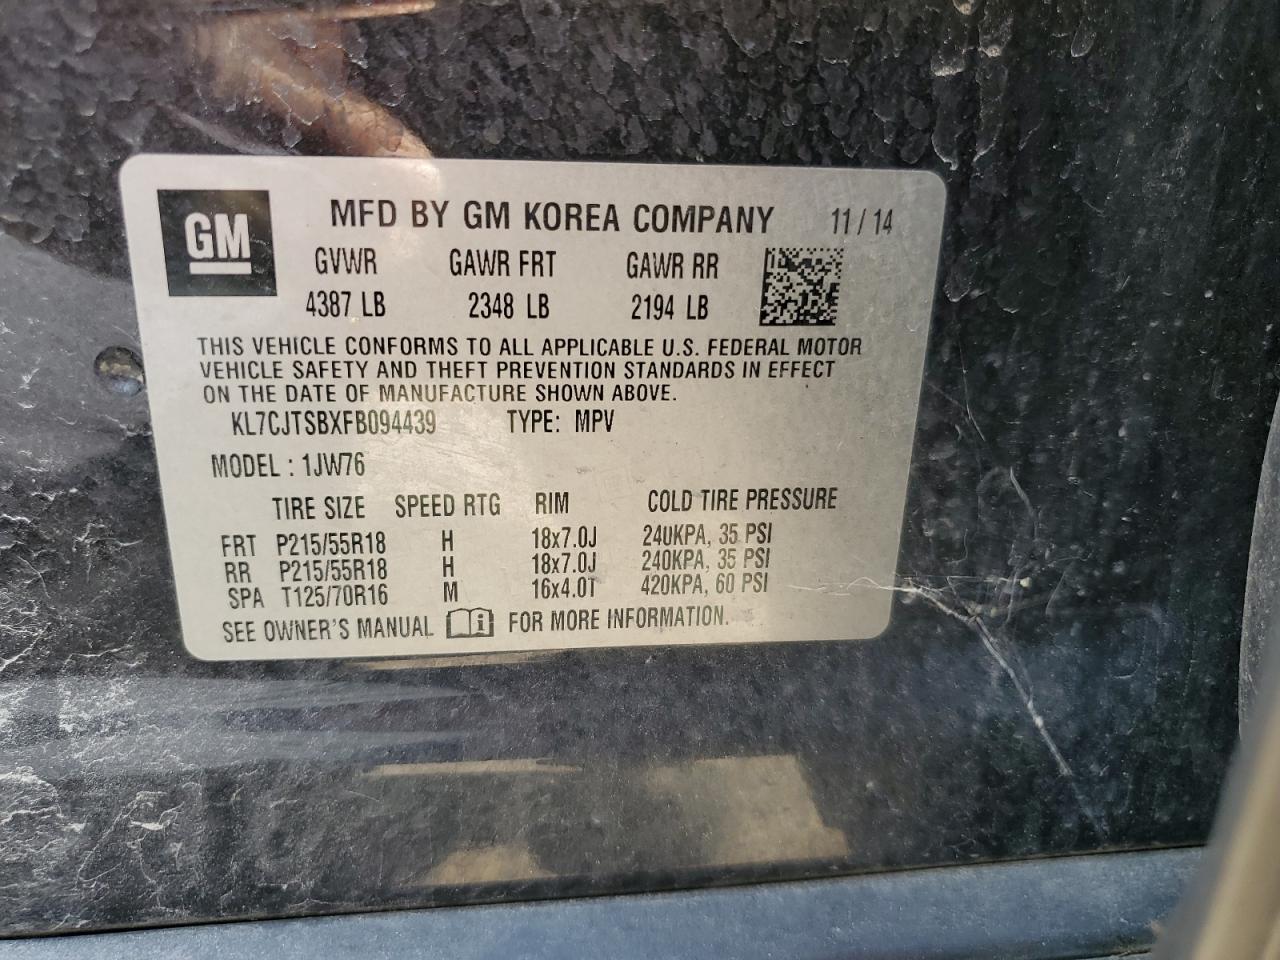 GM
MFD BY GM KOREA COMPANY 11/14
GVWR GAWR FRT GAWR RR
4387 LB 2348 LB 2194 LB
THIS VEHICLE CONFORMS TO ALL APPLICABLE U.S. FEDERAL MOTOR
VEHICLE SAFETY AND THEFT PREVENTION STANDARDS IN EFFECT
ON THE DATE OF MANUFACTURE SHOWN ABOVE.
KL7CJTSBXFB094439 TYPE: MPV
MODEL : 1JW76
TIRE SIZE SPEED RTG RIM COLD TIRE PRESSURE
FRT P215/55R18 H 18x7.0J 240KPA, 35 PSI
RR P215/55R18 H 18x7.0J 240KPA, 35 PSI
SPA T125/70R16 M 16x4.0T 420KPA, 60 PSI
SEE OWNER'S MANUAL FOR MORE INFORMATION.